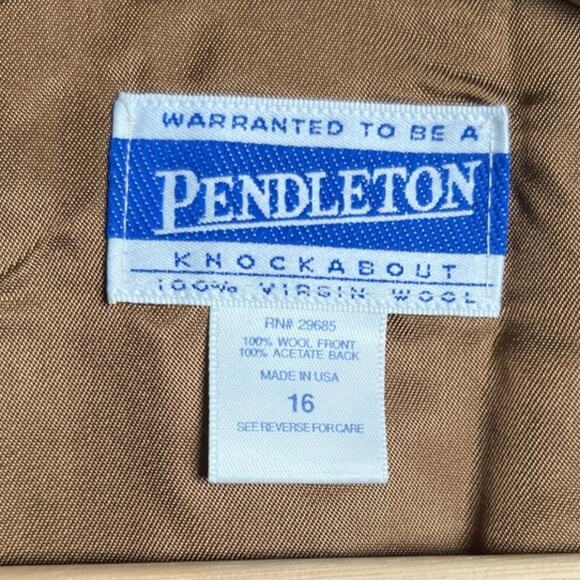 WARRANTED TO BE A
PENDLETON
KNOCKABOUT
100% VIRGIN WOOL
RN# 29685
100% WOOL FRONT
100% ACETATE BACK
MADE IN USA
16
SEE REVERSE FOR CARE